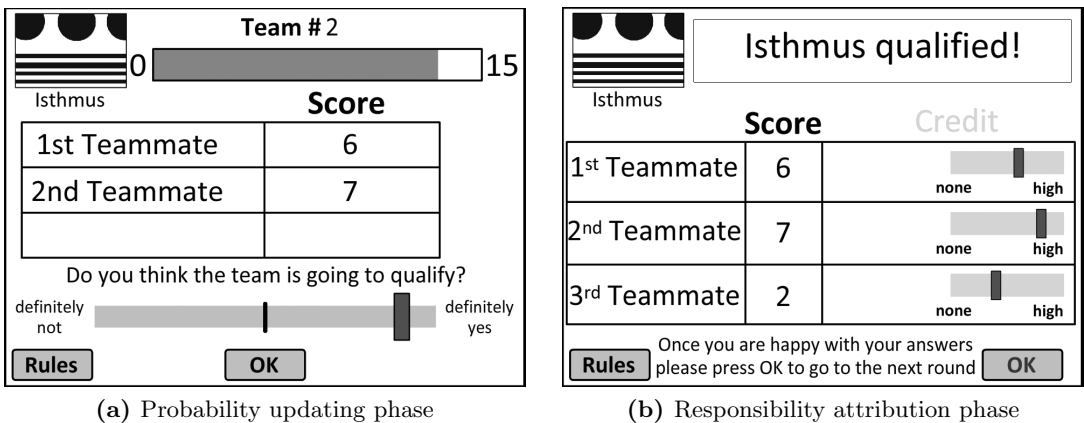 Team # 2
0 15
Isthmus
Score
1st Teammate 6
2nd Teammate 7
Do you think the team is going to qualify?
definitely not
definitely yes
Rules OK
(a) Probability updating phase
Isthmus qualified!
Isthmus
Score Credit
1st Teammate 6 none high
2nd Teammate 7 none high
3rd Teammate 2 none high
Once you are happy with your answers
please press OK to go to the next round
Rules OK
(b) Responsibility attribution phase